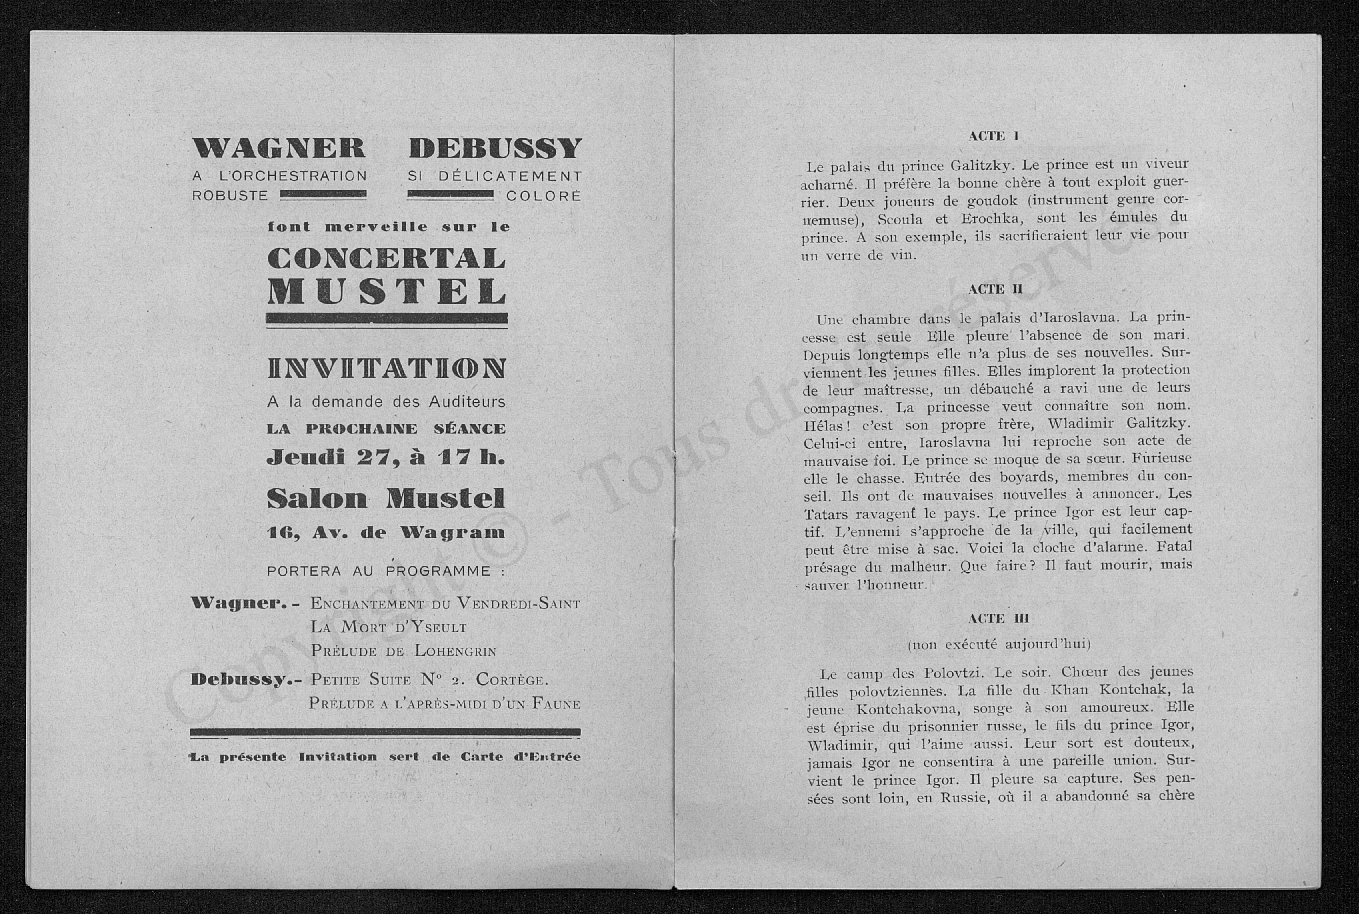 WAGNER DEBUSSY
A L'ORCHESTRATION SI DÉLICATEMENT
ROBUSTE COLORÉ
font merveille sur le
CONCERTAL
MUSTEL
INVITATION
A la demande des Auditeurs
LA PROCHAINE SÉANCE
Jeudi 27, à 17 h.
Salon Mustel
16, Av. de Wagram
PORTERA AU PROGRAMME :
Wagner.- ENCHANTEMENT DU VENDREDI-SAINT
LA MORT D'YSEULT
PRÉLUDE DE LOHENGRIN
Debussy.- PETITE SUITE N° 2. CORTÈGE.
PRÉLUDE A L'APRÈS-MIDI D'UN FAUNE
La présente Invitation sert de Carte d'Entrée
ACTE I
Le palais du prince Galitzky. Le prince est un viveur
acharné. Il préfère la bonne chère à tout exploit guer-
rier. Deux joueurs de goudok (instrument genre cor-
nemuse), Scoula et Erochka, sont les émules du
prince. A son exemple, ils sacrifieraient leur vie pour
un verre de vin.
ACTE II
Une chambre dans le palais d'Iaroslavna. La prin-
cesse est seule Elle pleure l'absence de son mari.
Depuis longtemps elle n'a plus de ses nouvelles. Sur-
viennent les jeunes filles. Elles implorent la protection
de leur maîtresse, un débauché a ravi une de leurs
compagnes. La princesse veut connaître son nom.
Hélas ! c'est son propre frère, Wladimir Galitzky.
Celui-ci entre, Iaroslavna lui reproche son acte de
mauvaise foi. Le prince se moque de sa sœur. Furieuse
elle le chasse. Entrée des boyards, membres du con-
seil. Ils ont de mauvaises nouvelles à annoncer. Les
Tatars ravagent le pays. Le prince Igor est leur cap-
tif. L'ennemi s'approche de la ville, qui facilement
peut être mise à sac. Voici la cloche d'alarme. Fatal
présage du malheur. Que faire ? Il faut mourir, mais
sauver l'honneur.
ACTE III
(non exécuté aujourd'hui)
Le camp des Polovtzi. Le soir. Chœur des jeunes
filles polovtziennes. La fille du Khan Kontchak, la
jeune Kontchakovna, songe à son amoureux. Elle
est éprise du prisonnier russe, le fils du prince Igor,
Wladimir, qui l'aime aussi. Leur sort est douteux,
jamais Igor ne consentira à une pareille union. Sur-
vient le prince Igor. Il pleure sa capture. Ses pen-
sées sont loin, en Russie, où il a abandonné sa chère
Copyright © - Tous droits réservés